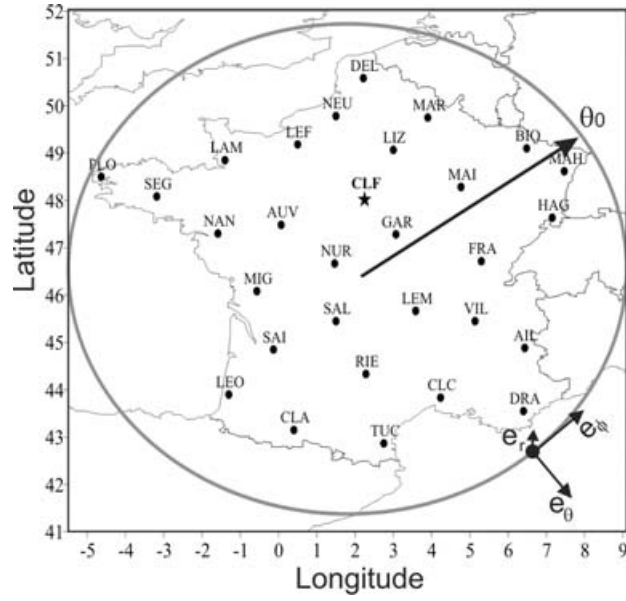 52
51
50
49
48
47
46
45
44
43
42
41
Latitude
DEL
NEU
MAR
θ0
LEF
LIZ
BIO
LAM
MAH
PLO
SEG
CLF
MAI
NAN
AUV
GAR
HAG
NUR
FRA
MIG
SAL
LEM
VIL
SAI
AIL
RIE
LEO
CLC
DRA
CLA
TUC
er
eϕ
eθ
-5 -4 -3 -2 -1 0 1 2 3 4 5 6 7 8 9
Longitude